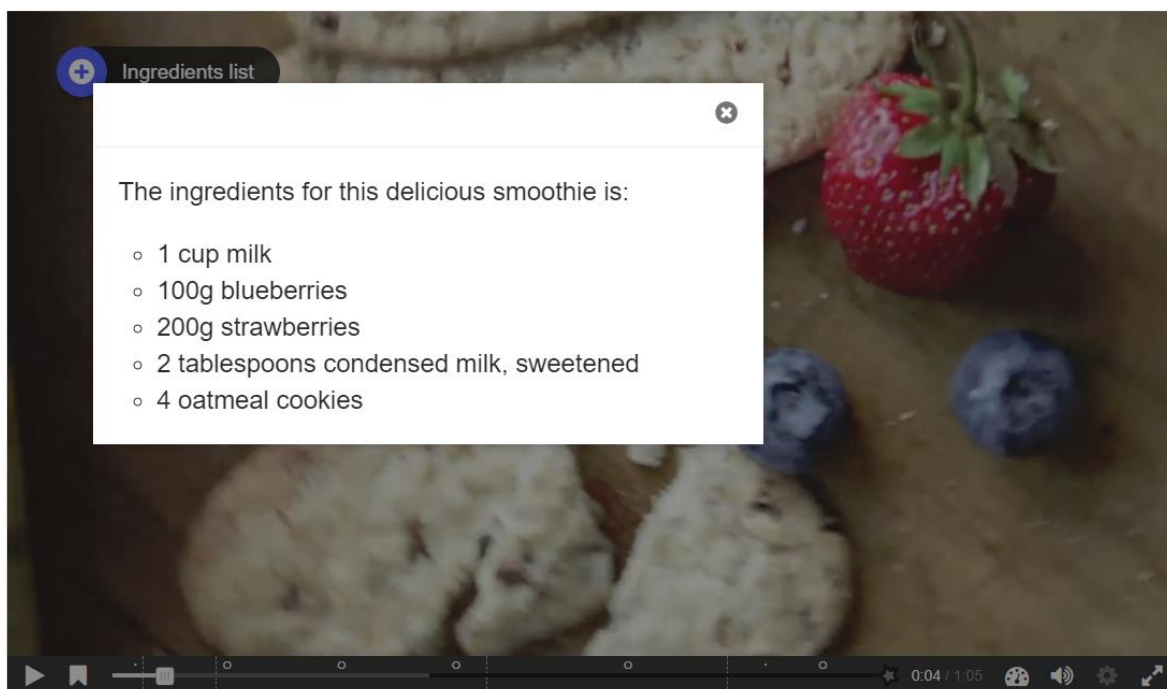 Ingredients list
The ingredients for this delicious smoothie is:
1 cup milk
100g blueberries
200g strawberries
2 tablespoons condensed milk, sweetened
4 oatmeal cookies
0:04 / 1:05